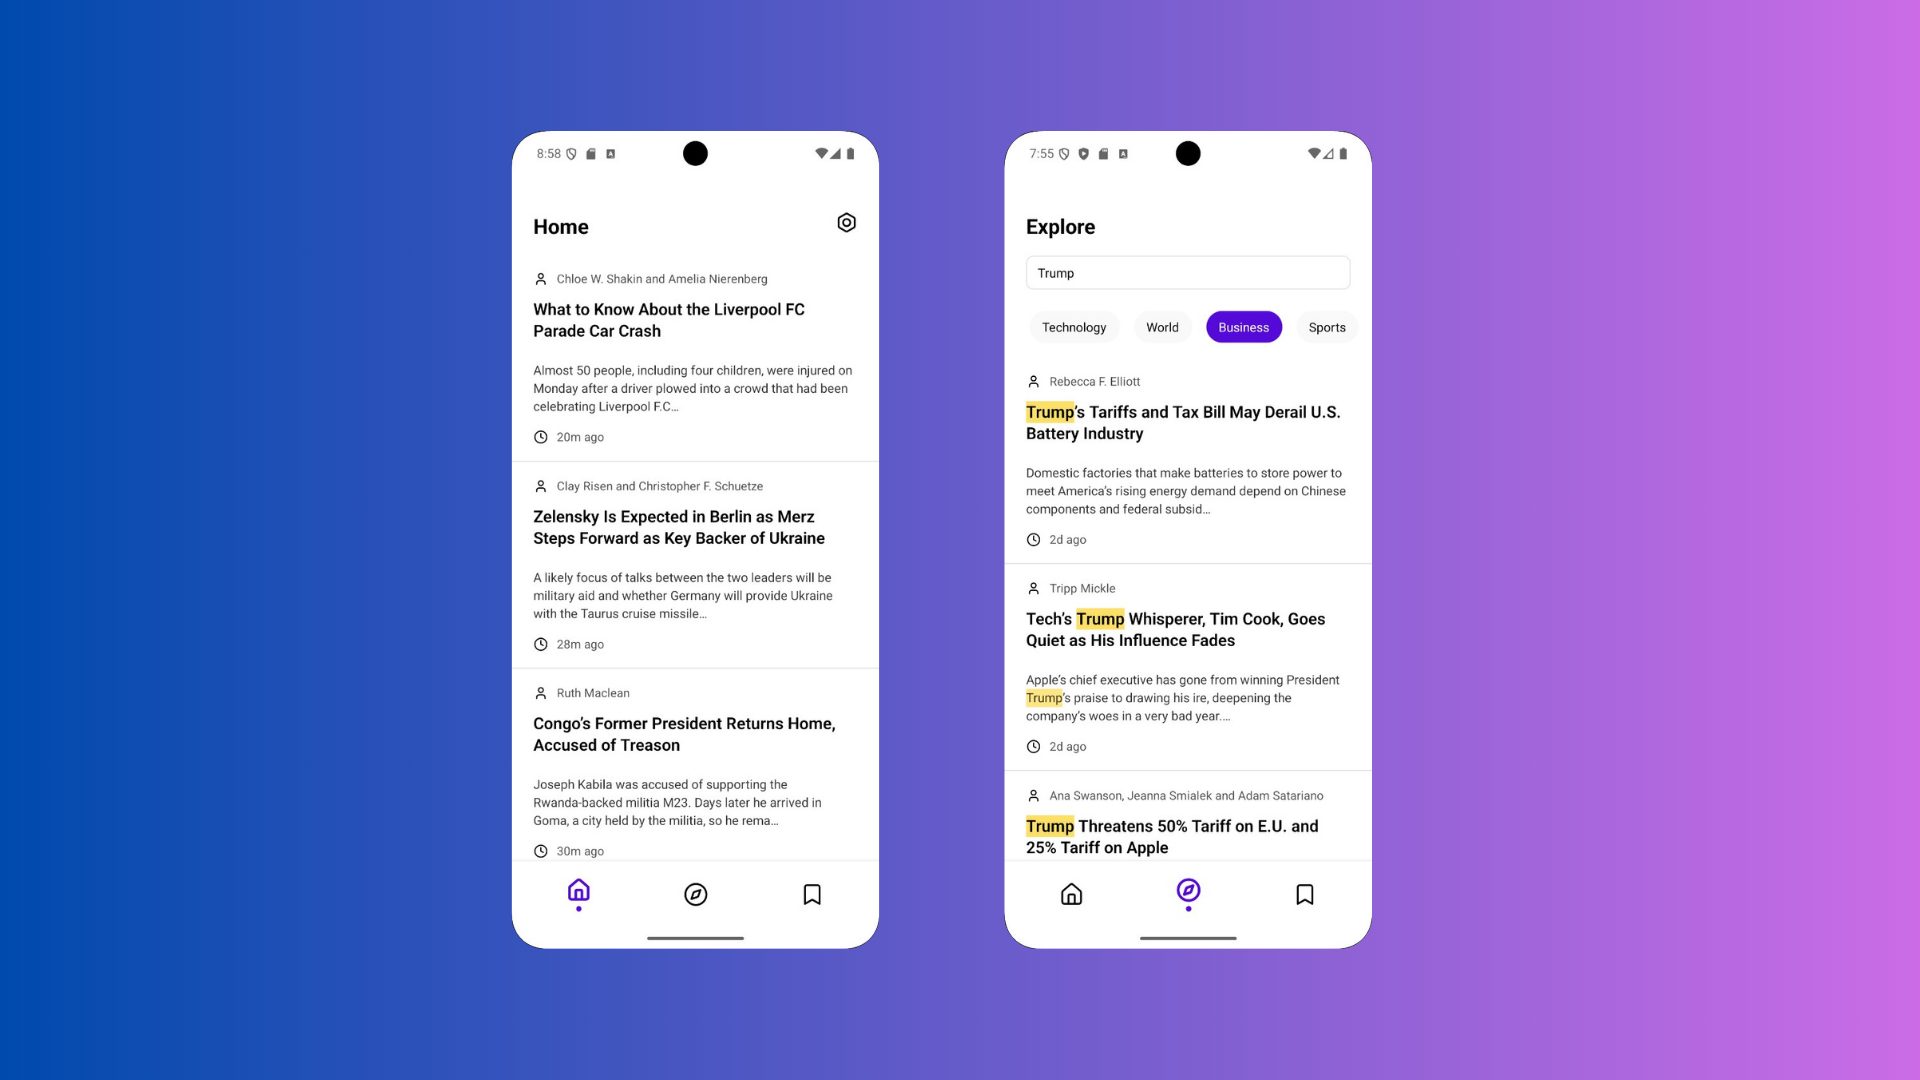 8:58
Home
Chloe W. Shakin and Amelia Nierenberg
What to Know About the Liverpool FC
Parade Car Crash
Almost 50 people, including four children, were injured on
Monday after a driver plowed into a crowd that had been
celebrating Liverpool F.C...
20m ago
Clay Risen and Christopher F. Schuetze
Zelensky Is Expected in Berlin as Merz
Steps Forward as Key Backer of Ukraine
A likely focus of talks between the two leaders will be
military aid and whether Germany will provide Ukraine
with the Taurus cruise missile...
28m ago
Ruth Maclean
Congo’s Former President Returns Home,
Accused of Treason
Joseph Kabila was accused of supporting the
Rwanda-backed militia M23. Days later he arrived in
Goma, a city held by the militia, so he rema...
30m ago
7:55
Explore
Trump
Technology World Business Sports
Rebecca F. Elliott
Trump’s Tariffs and Tax Bill May Derail U.S.
Battery Industry
Domestic factories that make batteries to store power to
meet America’s rising energy demand depend on Chinese
components and federal subsid...
2d ago
Tripp Mickle
Tech’s Trump Whisperer, Tim Cook, Goes
Quiet as His Influence Fades
Apple’s chief executive has gone from winning President
Trump’s praise to drawing his ire, deepening the
company’s woes in a very bad year....
2d ago
Ana Swanson, Jeanna Smialek and Adam Satariano
Trump Threatens 50% Tariff on E.U. and
25% Tariff on Apple